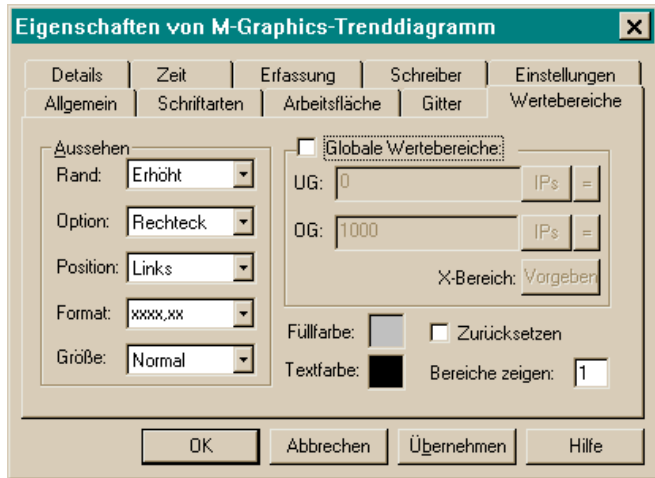 Eigenschaften von M-Graphics-Trenddiagramm
Details Zeit Erfassung Schreiber Einstellungen
Allgemein Schriftarten Arbeitsfläche Gitter Wertebereiche
Aussehen
Rand: Erhöht
Option: Rechteck
Position: Links
Format: xxxx,xx
Größe: Normal
Globale Wertebereiche:
UG: 0 IPs =
OG: 1000 IPs =
X-Bereich: Vorgeben
Füllfarbe: Zurücksetzen
Textfarbe: Bereiche zeigen: 1
OK Abbrechen Übernehmen Hilfe